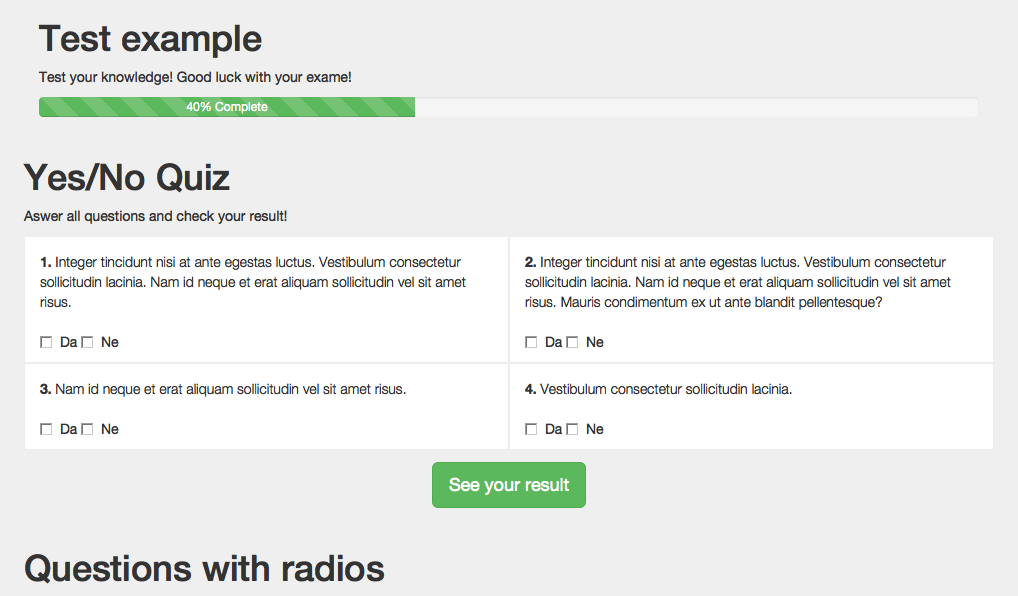 Test example
Test your knowledge! Good luck with your exame!
40% Complete
Yes/No Quiz
Aswer all questions and check your result!
1. Integer tincidunt nisi at ante egestas luctus. Vestibulum consectetur
sollicitudin lacinia. Nam id neque et erat aliquam sollicitudin vel sit amet
risus.
Da Ne
2. Integer tincidunt nisi at ante egestas luctus. Vestibulum consectetur
sollicitudin lacinia. Nam id neque et erat aliquam sollicitudin vel sit amet
risus. Mauris condimentum ex ut ante blandit pellentesque?
Da Ne
3. Nam id neque et erat aliquam sollicitudin vel sit amet risus.
Da Ne
4. Vestibulum consectetur sollicitudin lacinia.
Da Ne
See your result
Questions with radios